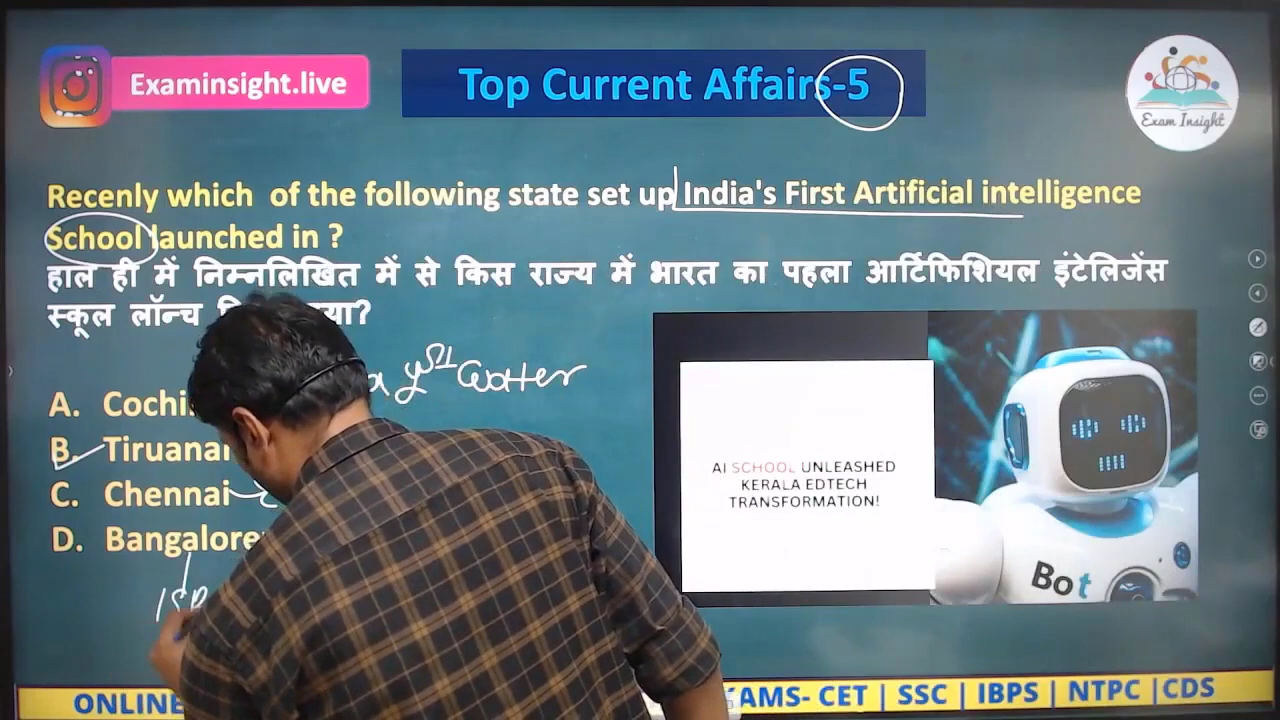 Examinsight.live
Top Current Affairs-5
Exam Insight
Recenly which of the following state set up India's First Artificial intelligence
School launched in ?
हाल ही में निम्नलिखित में से किस राज्य में भारत का पहला आर्टिफिशियल इंटेलिजेंस
स्कूल लॉन्च
A. Cochi
Water
B. Tiruana
C. Chennai
D. Bangalore
AI SCHOOL UNLEASHED
KERALA EDTECH
TRANSFORMATION!
Bot
ONLINE
CET | SSC | IBPS | NTPC |CDS